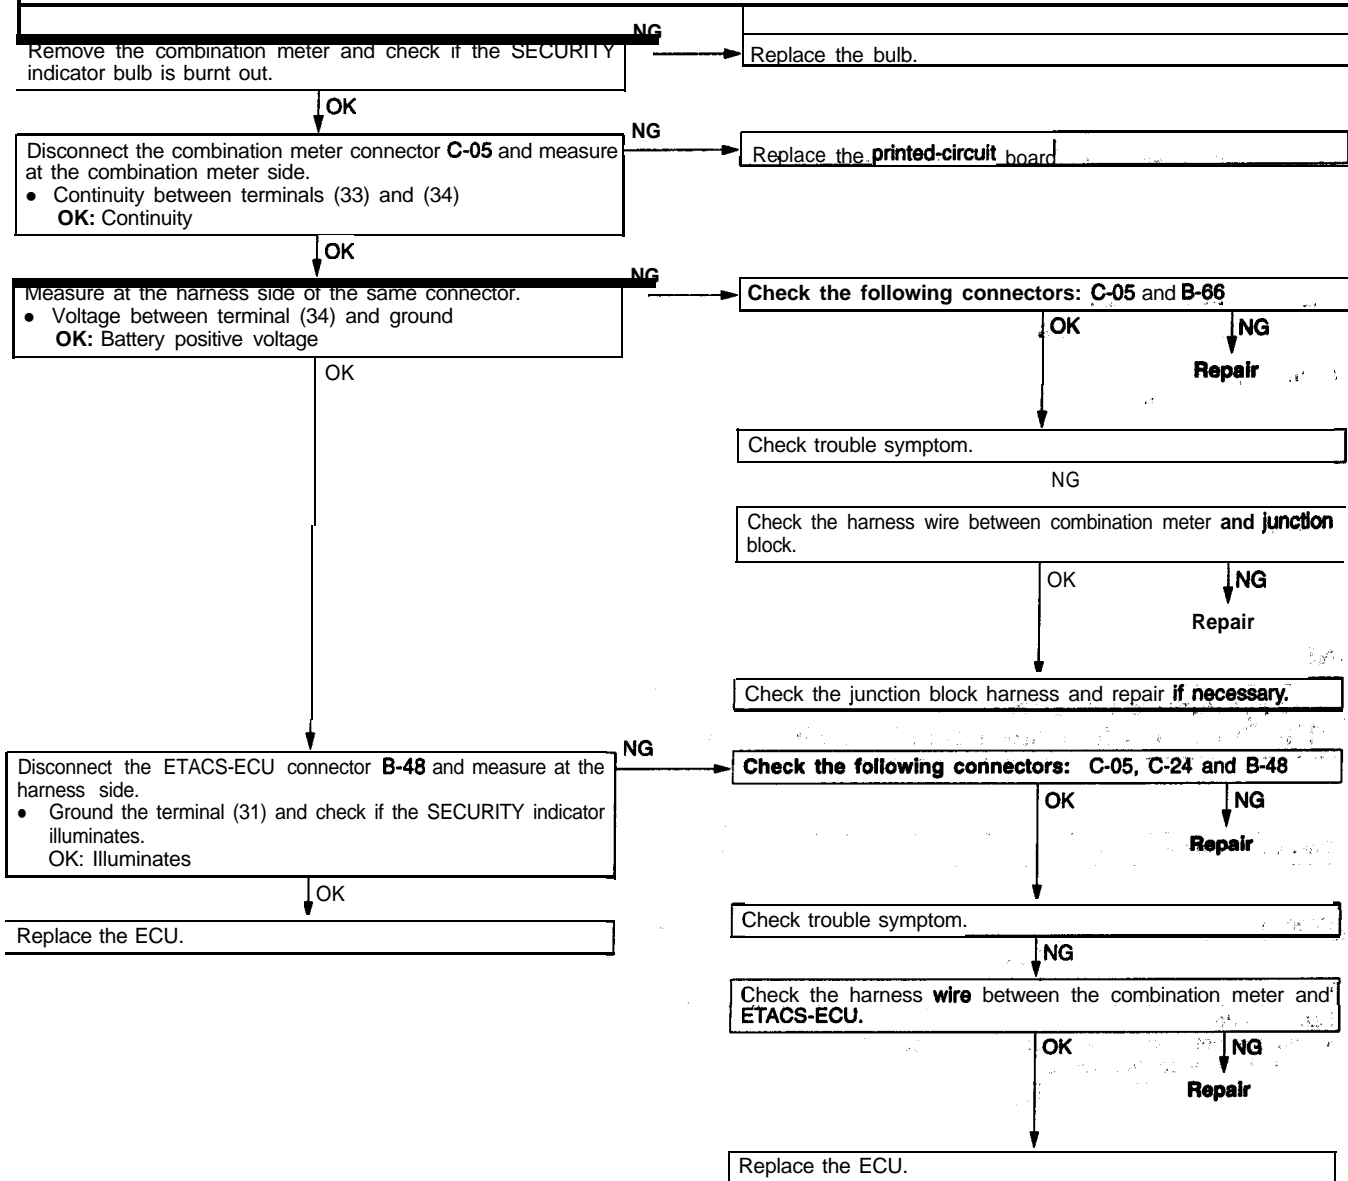 NG
Remove the combination meter and check if the SECURITY
indicator bulb is burnt out.
Replace the bulb.
OK
NG
Disconnect the combination meter connector C-05 and measure
at the combination meter side.
• Continuity between terminals (33) and (34)
OK: Continuity
Replace the printed-circuit board
OK
NG
Measure at the harness side of the same connector.
• Voltage between terminal (34) and ground
OK: Battery positive voltage
Check the following connectors: C-05 and B-66
OK
NG
Repair
OK
Check trouble symptom.
NG
Check the harness wire between combination meter and junction
block.
OK
NG
Repair
Check the junction block harness and repair if necessary.
NG
Disconnect the ETACS-ECU connector B-48 and measure at the
harness side.
• Ground the terminal (31) and check if the SECURITY indicator
illuminates.
OK: Illuminates
Check the following connectors: C-05, C-24 and B-48
OK
NG
Repair
OK
Replace the ECU.
Check trouble symptom.
NG
Check the harness wire between the combination meter and
ETACS-ECU.
OK
NG
Repair
Replace the ECU.